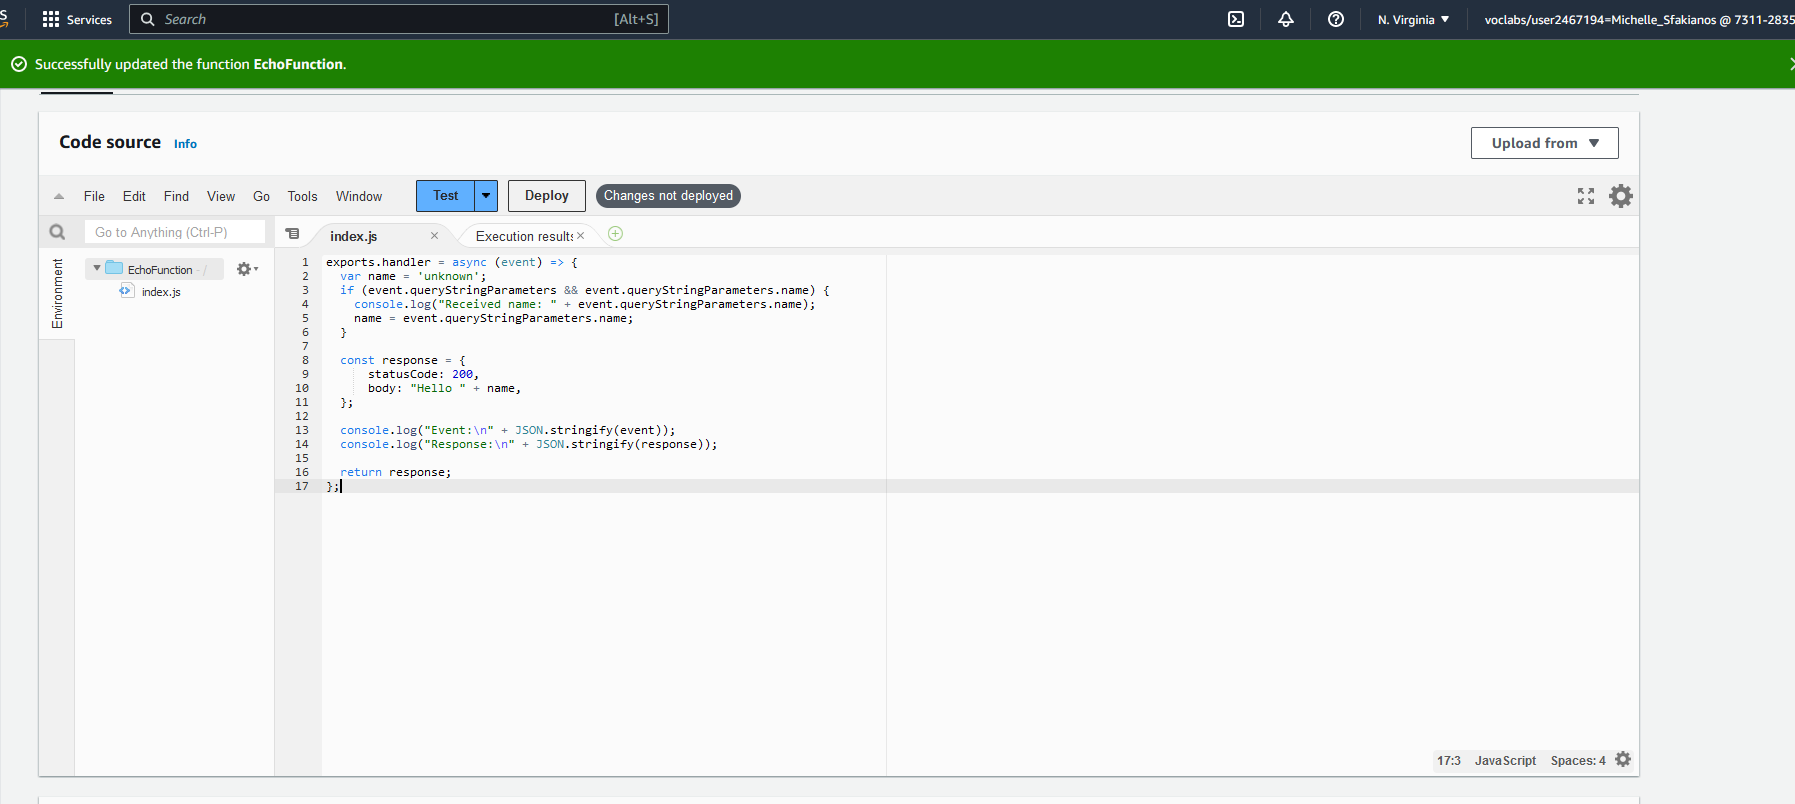 Services Search [Alt+S] N. Virginia voclabs/user2467194=Michelle_Sfakianos @ 7311-2835
Successfully updated the function EchoFunction.
Code source Info Upload from
File Edit Find View Go Tools Window Test Deploy Changes not deployed
Go to Anything (Ctrl-P) index.js Execution results
Environment
EchoFunction - /
index.js
1 exports.handler = async (event) => {
2 var name = 'unknown';
3 if (event.queryStringParameters && event.queryStringParameters.name) {
4 console.log("Received name: " + event.queryStringParameters.name);
5 name = event.queryStringParameters.name;
6 }
7
8 const response = {
9 statusCode: 200,
10 body: "Hello " + name,
11 };
12
13 console.log("Event:\n" + JSON.stringify(event));
14 console.log("Response:\n" + JSON.stringify(response));
15
16 return response;
17 };
17:3 JavaScript Spaces: 4